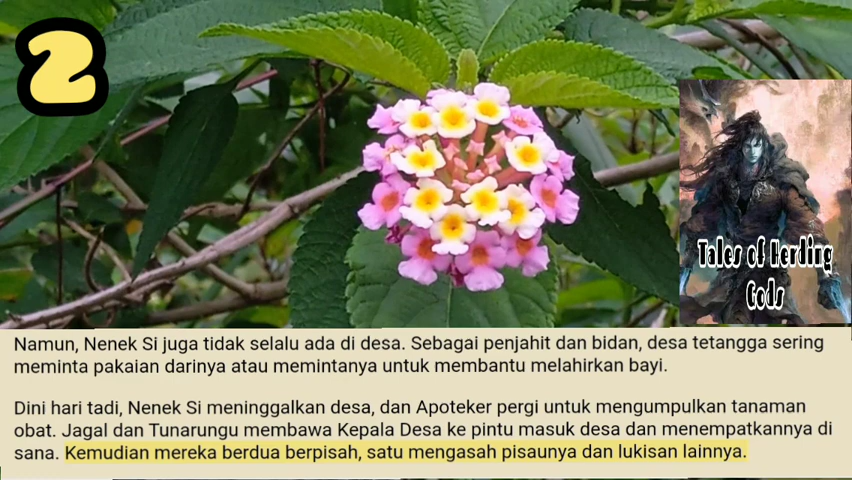 2
Tales of Herding
Gods
Namun, Nenek Si juga tidak selalu ada di desa. Sebagai penjahit dan bidan, desa tetangga sering
meminta pakaian darinya atau memintanya untuk membantu melahirkan bayi.
Dini hari tadi, Nenek Si meninggalkan desa, dan Apoteker pergi untuk mengumpulkan tanaman
obat. Jagal dan Tunarungu membawa Kepala Desa ke pintu masuk desa dan menempatkannya di
sana. Kemudian mereka berdua berpisah, satu mengasah pisaunya dan lukisan lainnya.